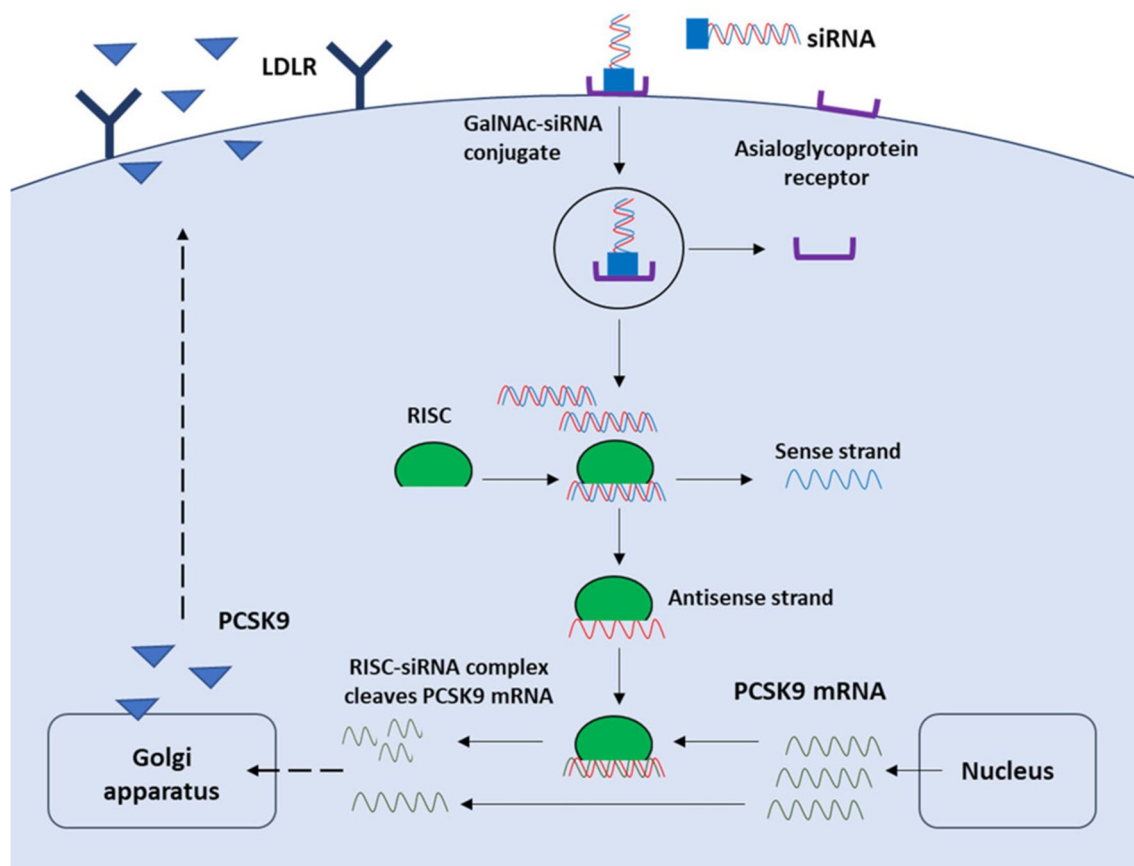 LDLR
siRNA
GalNAc-siRNA
conjugate
Asialoglycoprotein
receptor
RISC
Sense strand
Antisense strand
PCSK9
RISC-siRNA complex
cleaves PCSK9 mRNA
PCSK9 mRNA
Golgi
apparatus
Nucleus